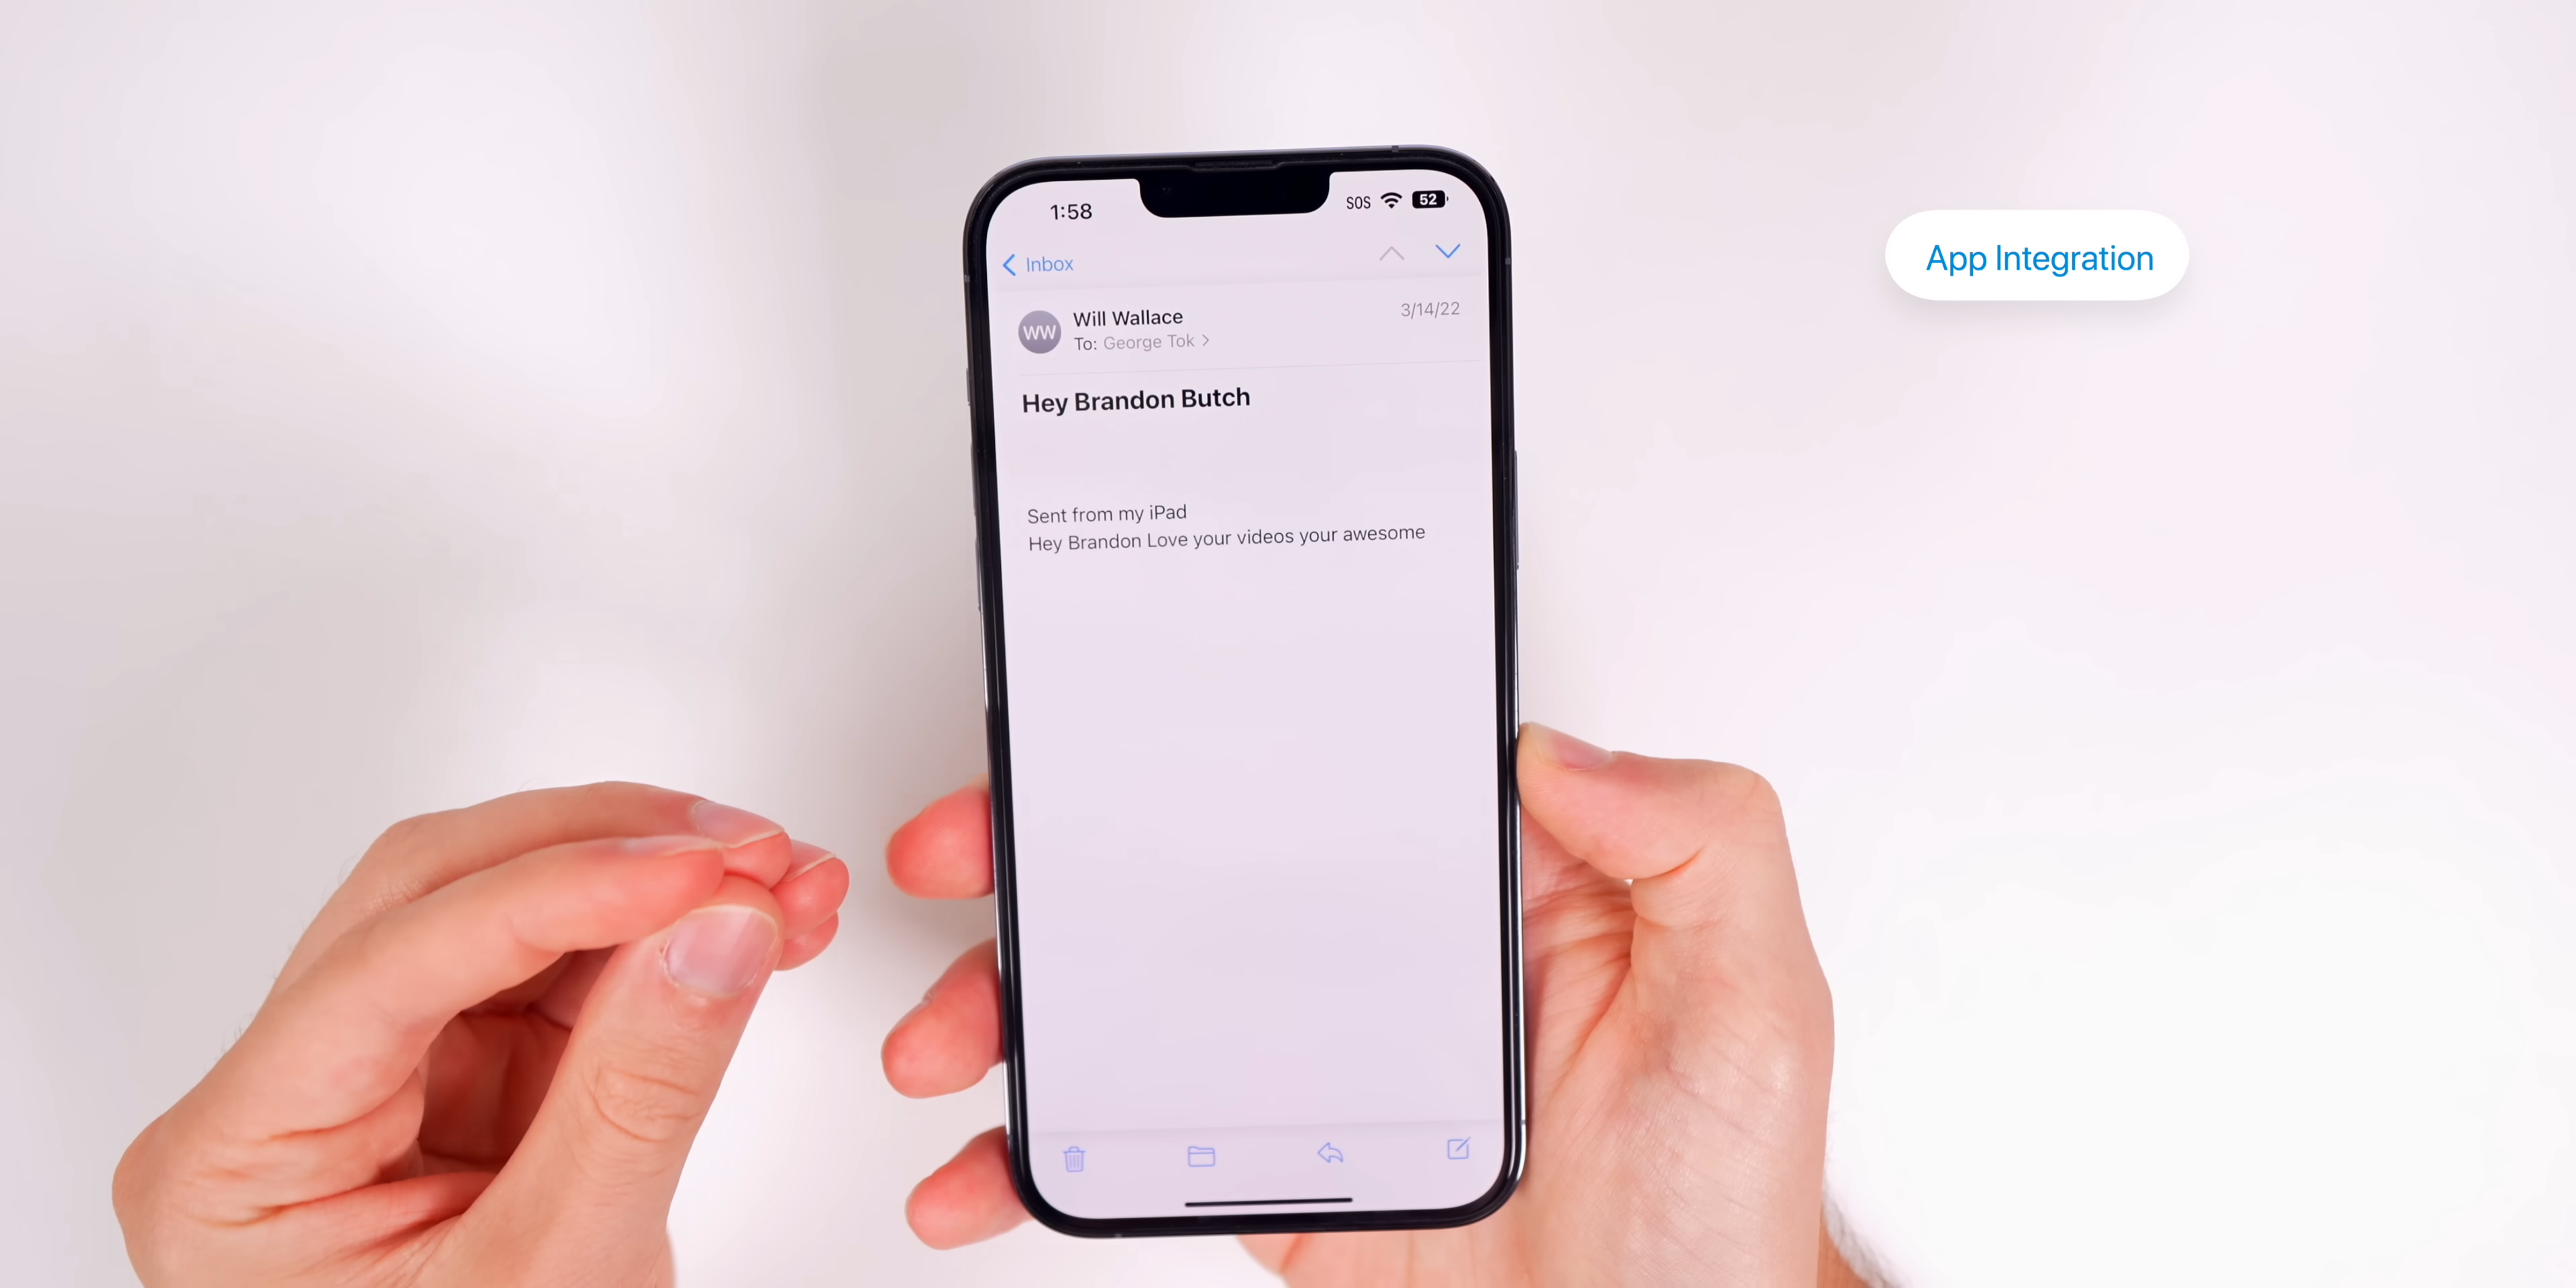 1:58
SOS
52
Inbox
WW
Will Wallace
3/14/22
To: George Tok
Hey Brandon Butch
Sent from my iPad
Hey Brandon Love your videos your awesome
App Integration